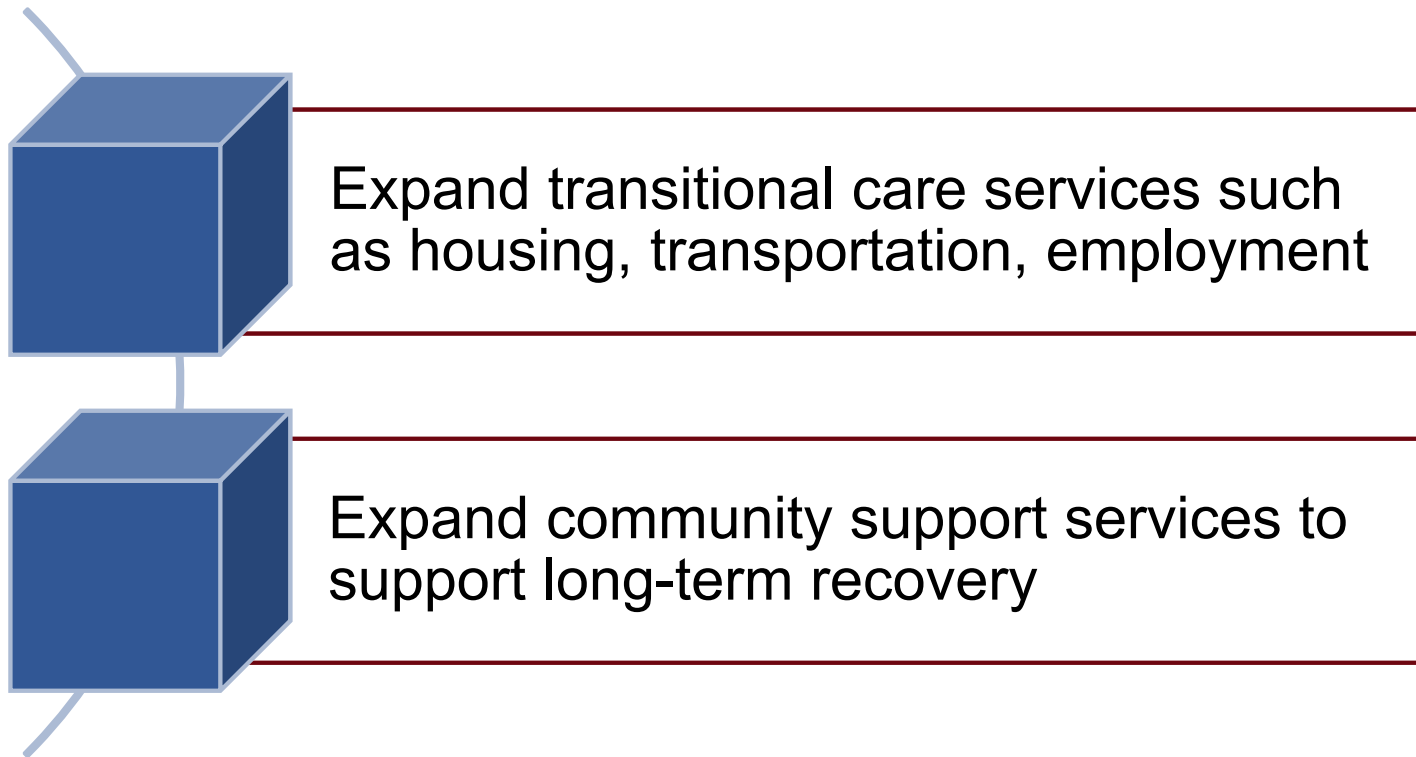 Expand transitional care services such
as housing, transportation, employment
Expand community support services to
support long-term recovery